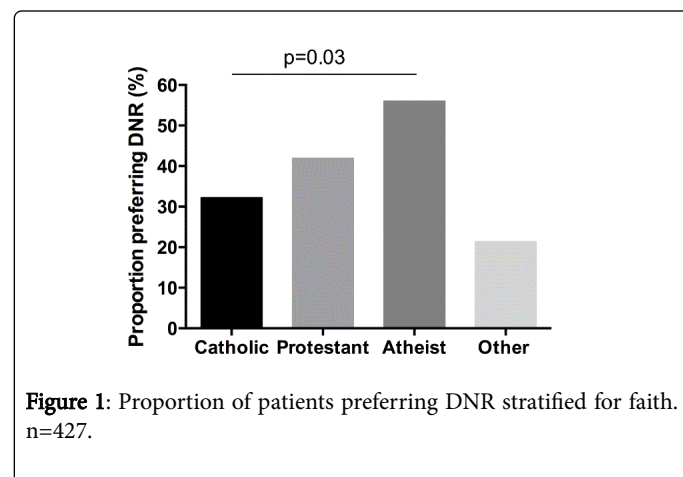 p=0.03
Proportion preferring DNR (%)
60
50
40
30
20
10
0
Catholic Protestant Atheist Other
Figure 1: Proportion of patients preferring DNR stratified for faith.
n=427.